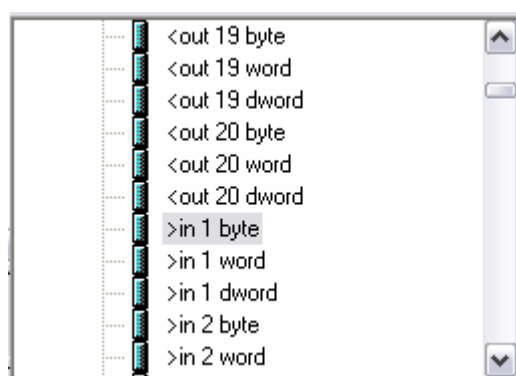 <out 19 byte
<out 19 word
<out 19 dword
<out 20 byte
<out 20 word
<out 20 dword
>in 1 byte
>in 1 word
>in 1 dword
>in 2 byte
>in 2 word